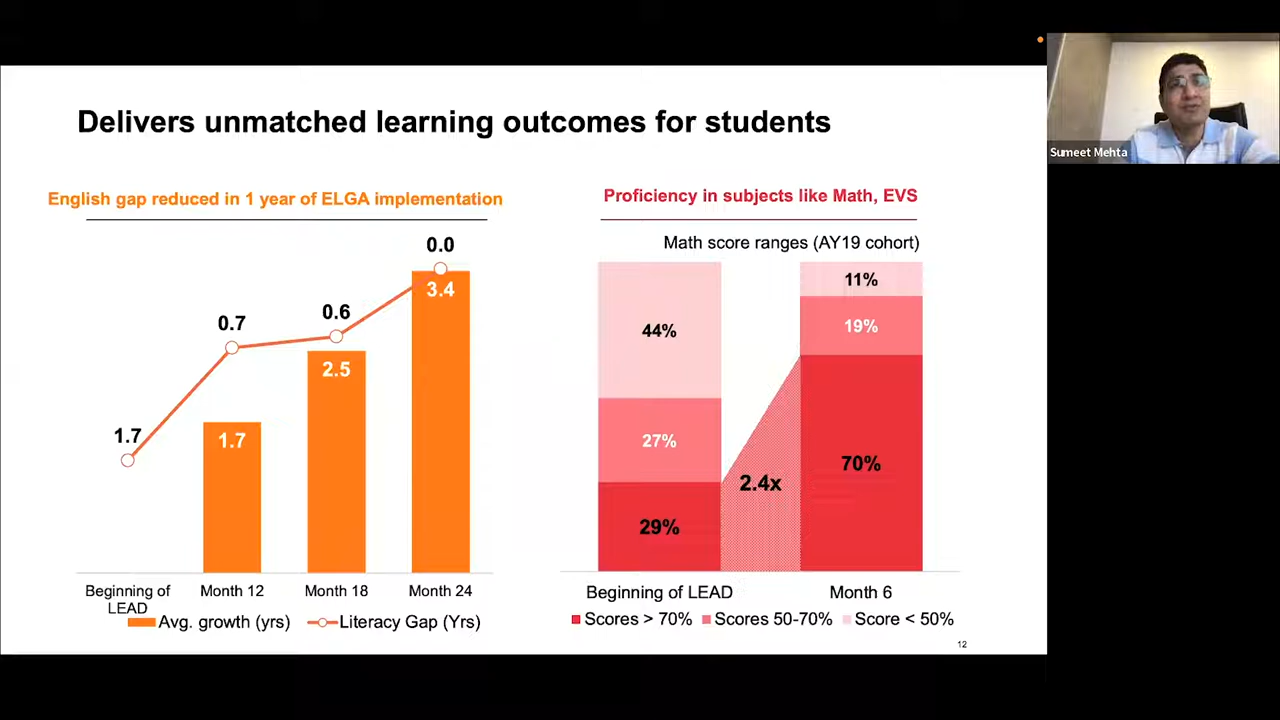 Delivers unmatched learning outcomes for students
Sumeet Mehta
English gap reduced in 1 year of ELGA implementation
0.0
3.4
0.6
0.7
2.5
1.7
1.7
Beginning of
LEAD
Month 12
Month 18
Month 24
Avg. growth (yrs)
Literacy Gap (Yrs)
Proficiency in subjects like Math, EVS
Math score ranges (AY19 cohort)
44%
27%
29%
2.4x
11%
19%
70%
Beginning of LEAD
Month 6
Scores > 70%
Scores 50-70%
Score < 50%
12